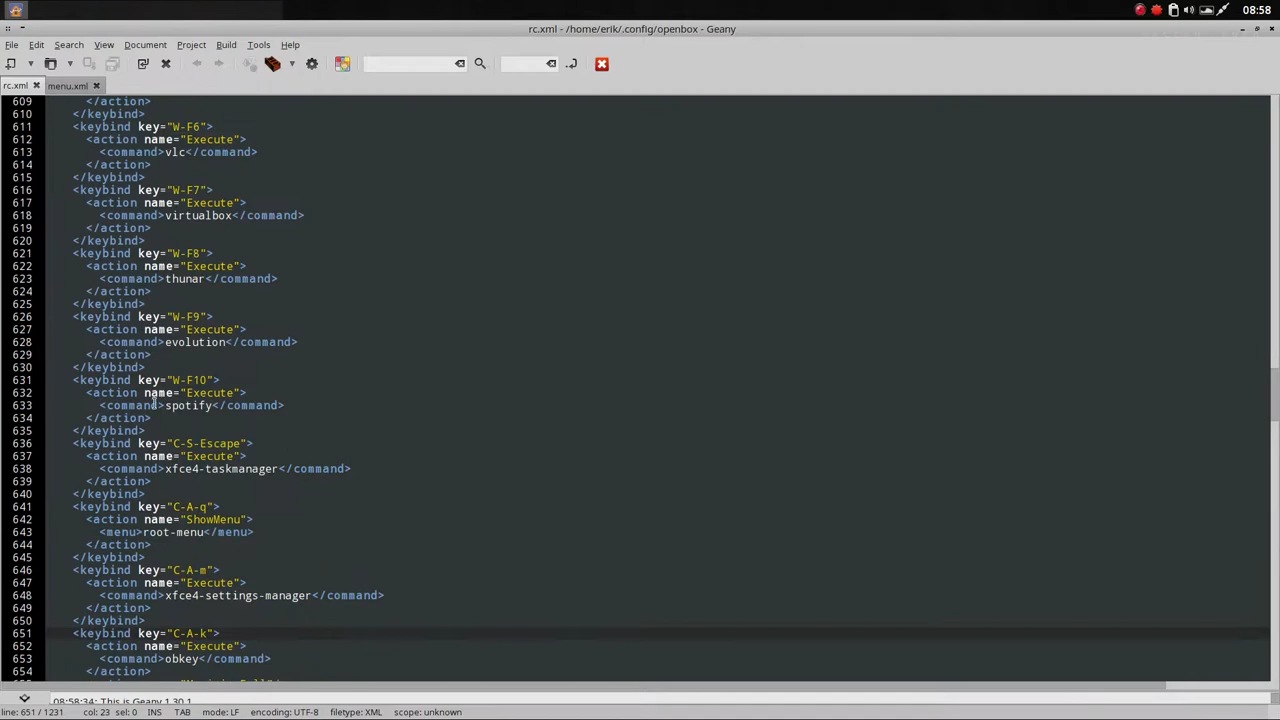 08:58
rc.xml - /home/erik/.config/openbox - Geany
File Edit Search View Document Project Build Tools Help
rc.xml menu.xml
609 </action>
610 </keybind>
611 <keybind key="W-F6">
612 <action name="Execute">
613 <command>vlc</command>
614 </action>
615 </keybind>
616 <keybind key="W-F7">
617 <action name="Execute">
618 <command>virtualbox</command>
619 </action>
620 </keybind>
621 <keybind key="W-F8">
622 <action name="Execute">
623 <command>thunar</command>
624 </action>
625 </keybind>
626 <keybind key="W-F9">
627 <action name="Execute">
628 <command>evolution</command>
629 </action>
630 </keybind>
631 <keybind key="W-F10">
632 <action name="Execute">
633 <command>spotify</command>
634 </action>
635 </keybind>
636 <keybind key="C-S-Escape">
637 <action name="Execute">
638 <command>xfce4-taskmanager</command>
639 </action>
640 </keybind>
641 <keybind key="C-A-q">
642 <action name="ShowMenu">
643 <menu>root-menu</menu>
644 </action>
645 </keybind>
646 <keybind key="C-A-m">
647 <action name="Execute">
648 <command>xfce4-settings-manager</command>
649 </action>
650 </keybind>
651 <keybind key="C-A-k">
652 <action name="Execute">
653 <command>obkey</command>
654 </action>
08:58:34: This is Geany 1.30.1.
line: 651 / 1231 col: 23 sel: 0 INS TAB mode: LF encoding: UTF-8 filetype: XML scope: unknown